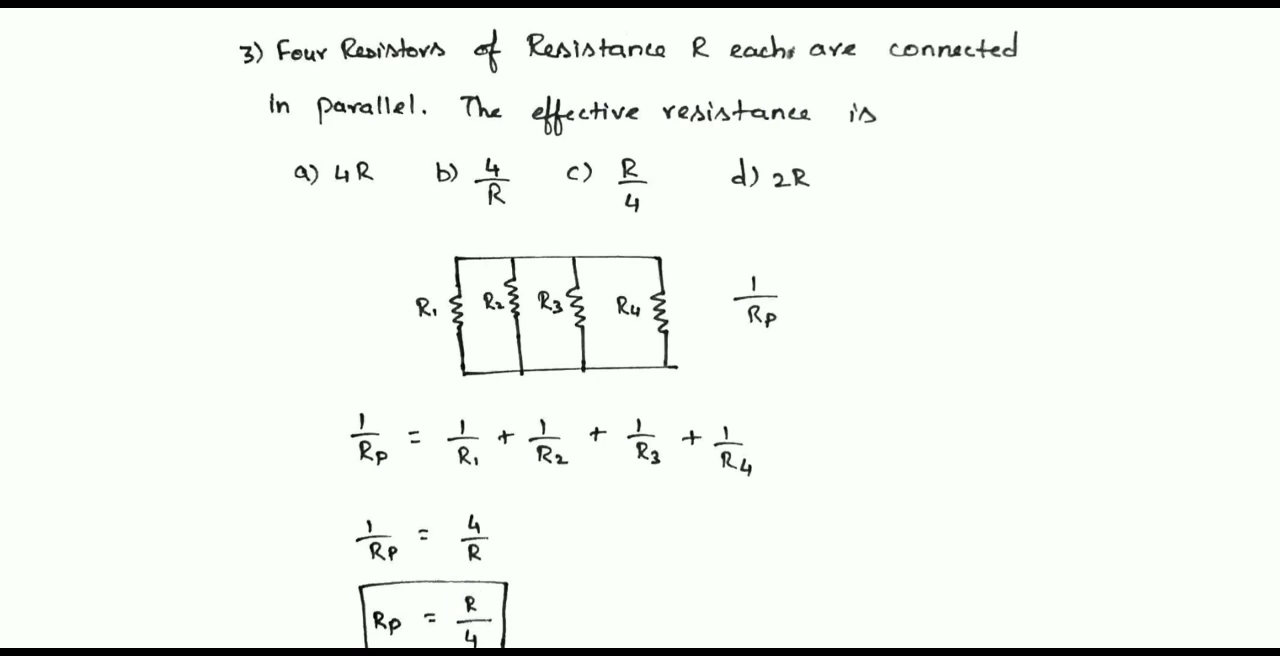 3) Four Resistors of Resistance R each are connected
In parallel. The effective resistance is
a) 4R b) 4/R c) R/4 d) 2R
R1 R2 R3 R4 1/Rp
1/Rp = 1/R1 + 1/R2 + 1/R3 + 1/R4
1/Rp = 4/R
Rp = R/4